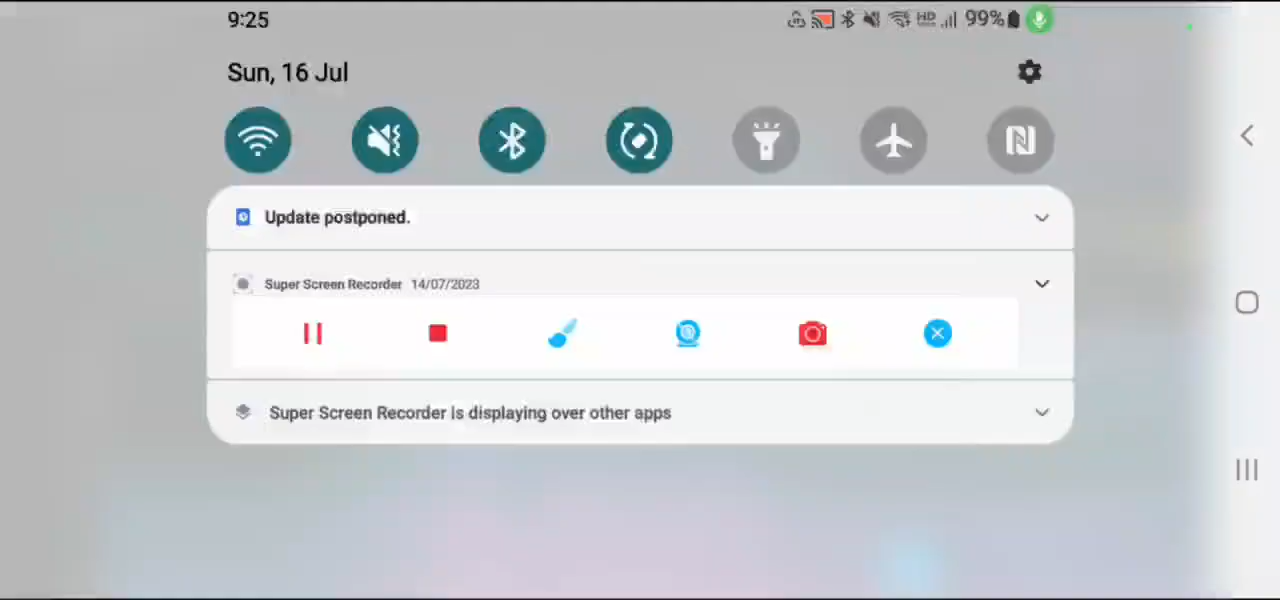 9:25
HD 99%
Sun, 16 Jul
Update postponed.
Super Screen Recorder 14/07/2023
Super Screen Recorder is displaying over other apps